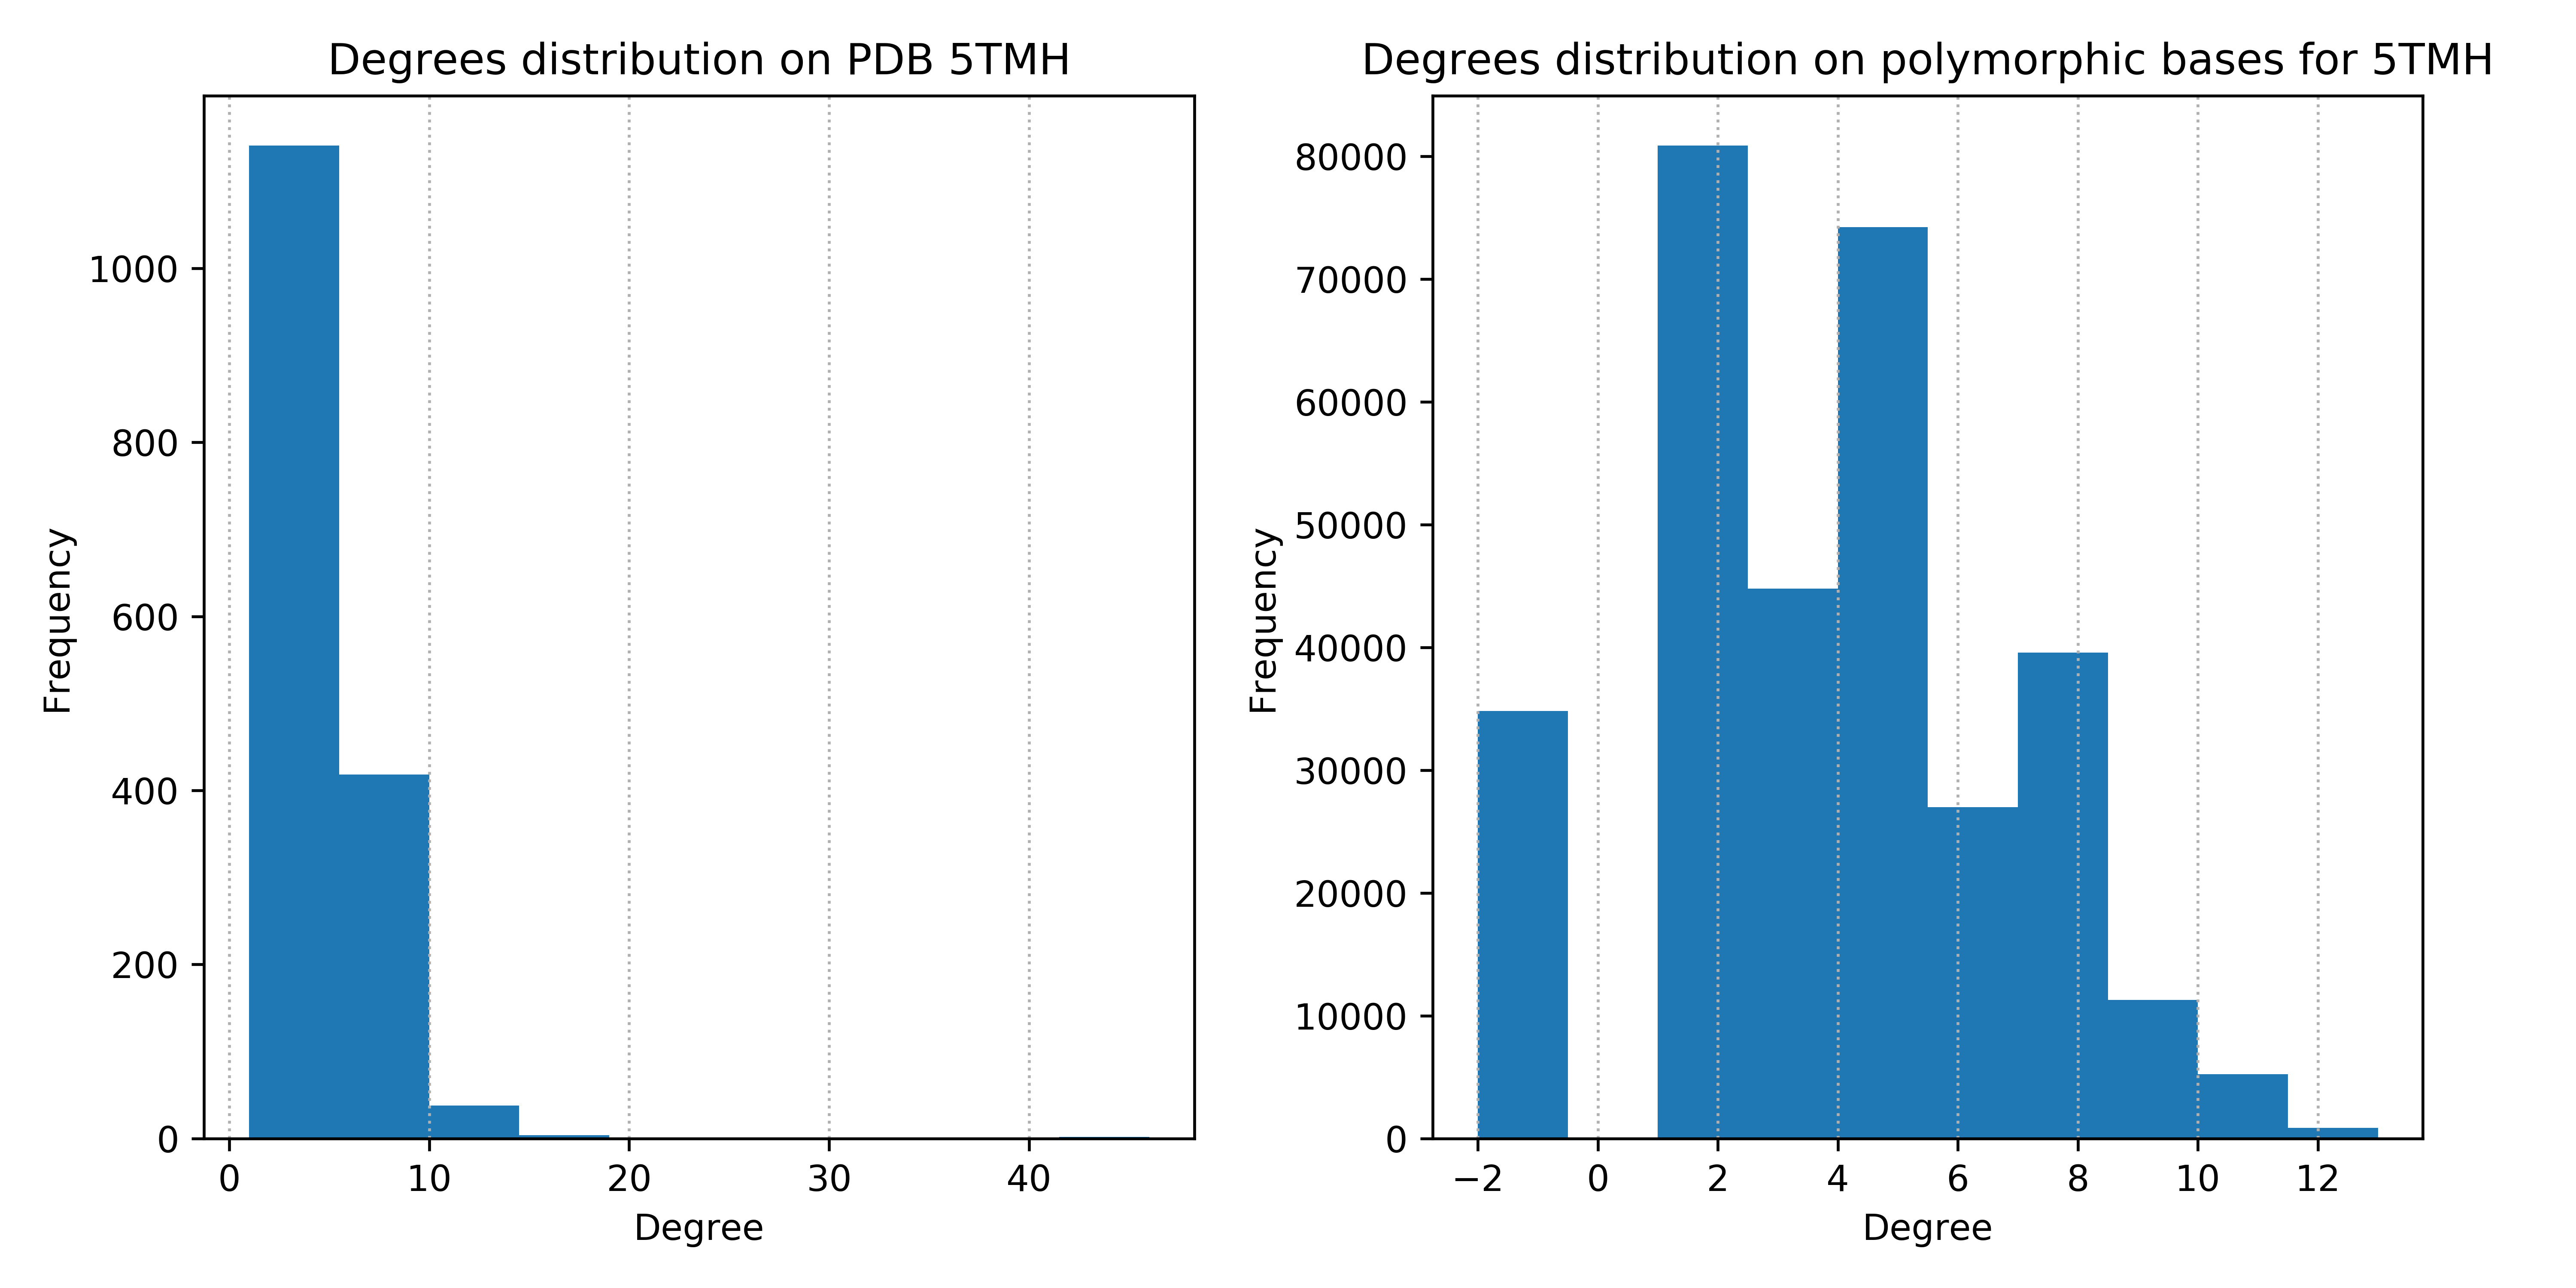 Degrees distribution on PDB 5TMH
1000
800
600
400
200
0
Frequency
0 10 20 30 40
Degree
Degrees distribution on polymorphic bases for 5TMH
80000
70000
60000
50000
40000
30000
20000
10000
0
Frequency
−2 0 2 4 6 8 10 12
Degree